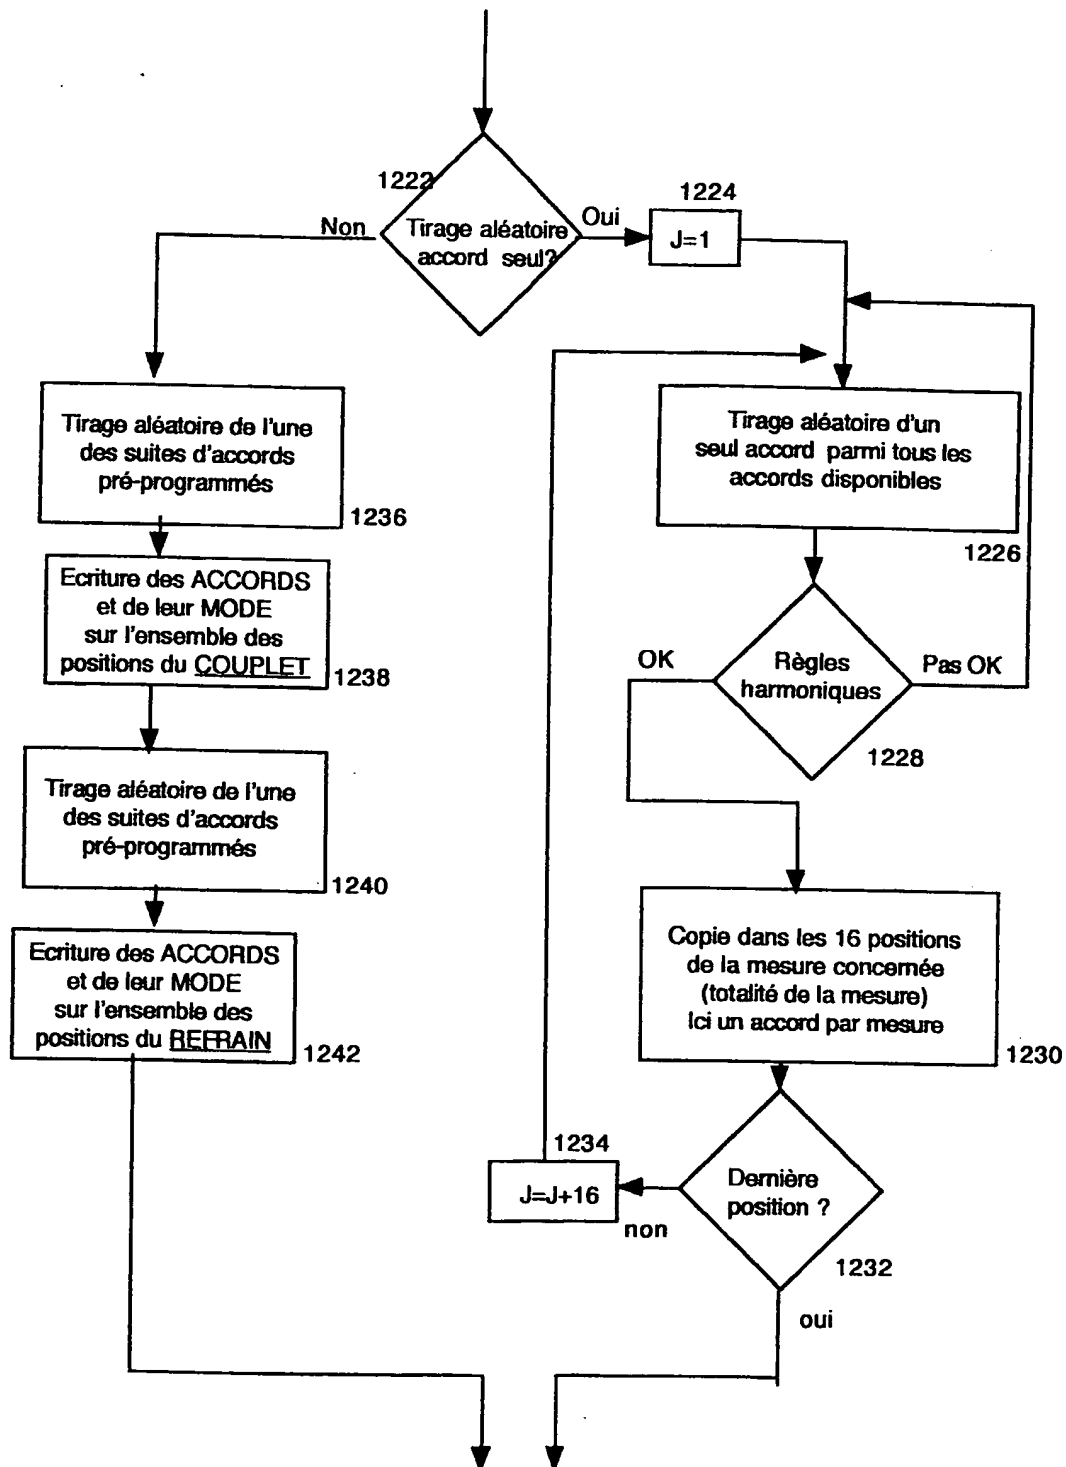 1222
Tirage aléatoire
accord seul?
Non
Oui
1224
J=1
Tirage aléatoire de l'une
des suites d'accords
pré-programmés
1236
Ecriture des ACCORDS
et de leur MODE
sur l'ensemble des
positions du COUPLET
1238
Tirage aléatoire de l'une
des suites d'accords
pré-programmés
1240
Ecriture des ACCORDS
et de leur MODE
sur l'ensemble des
positions du REFRAIN
1242
Tirage aléatoire d'un
seul accord parmi tous les
accords disponibles
1226
OK
Règles
harmoniques
Pas OK
1228
Copie dans les 16 positions
de la mesure concernée
(totalité de la mesure)
Ici un accord par mesure
1230
1234
J=J+16
non
Dernière
position ?
1232
oui